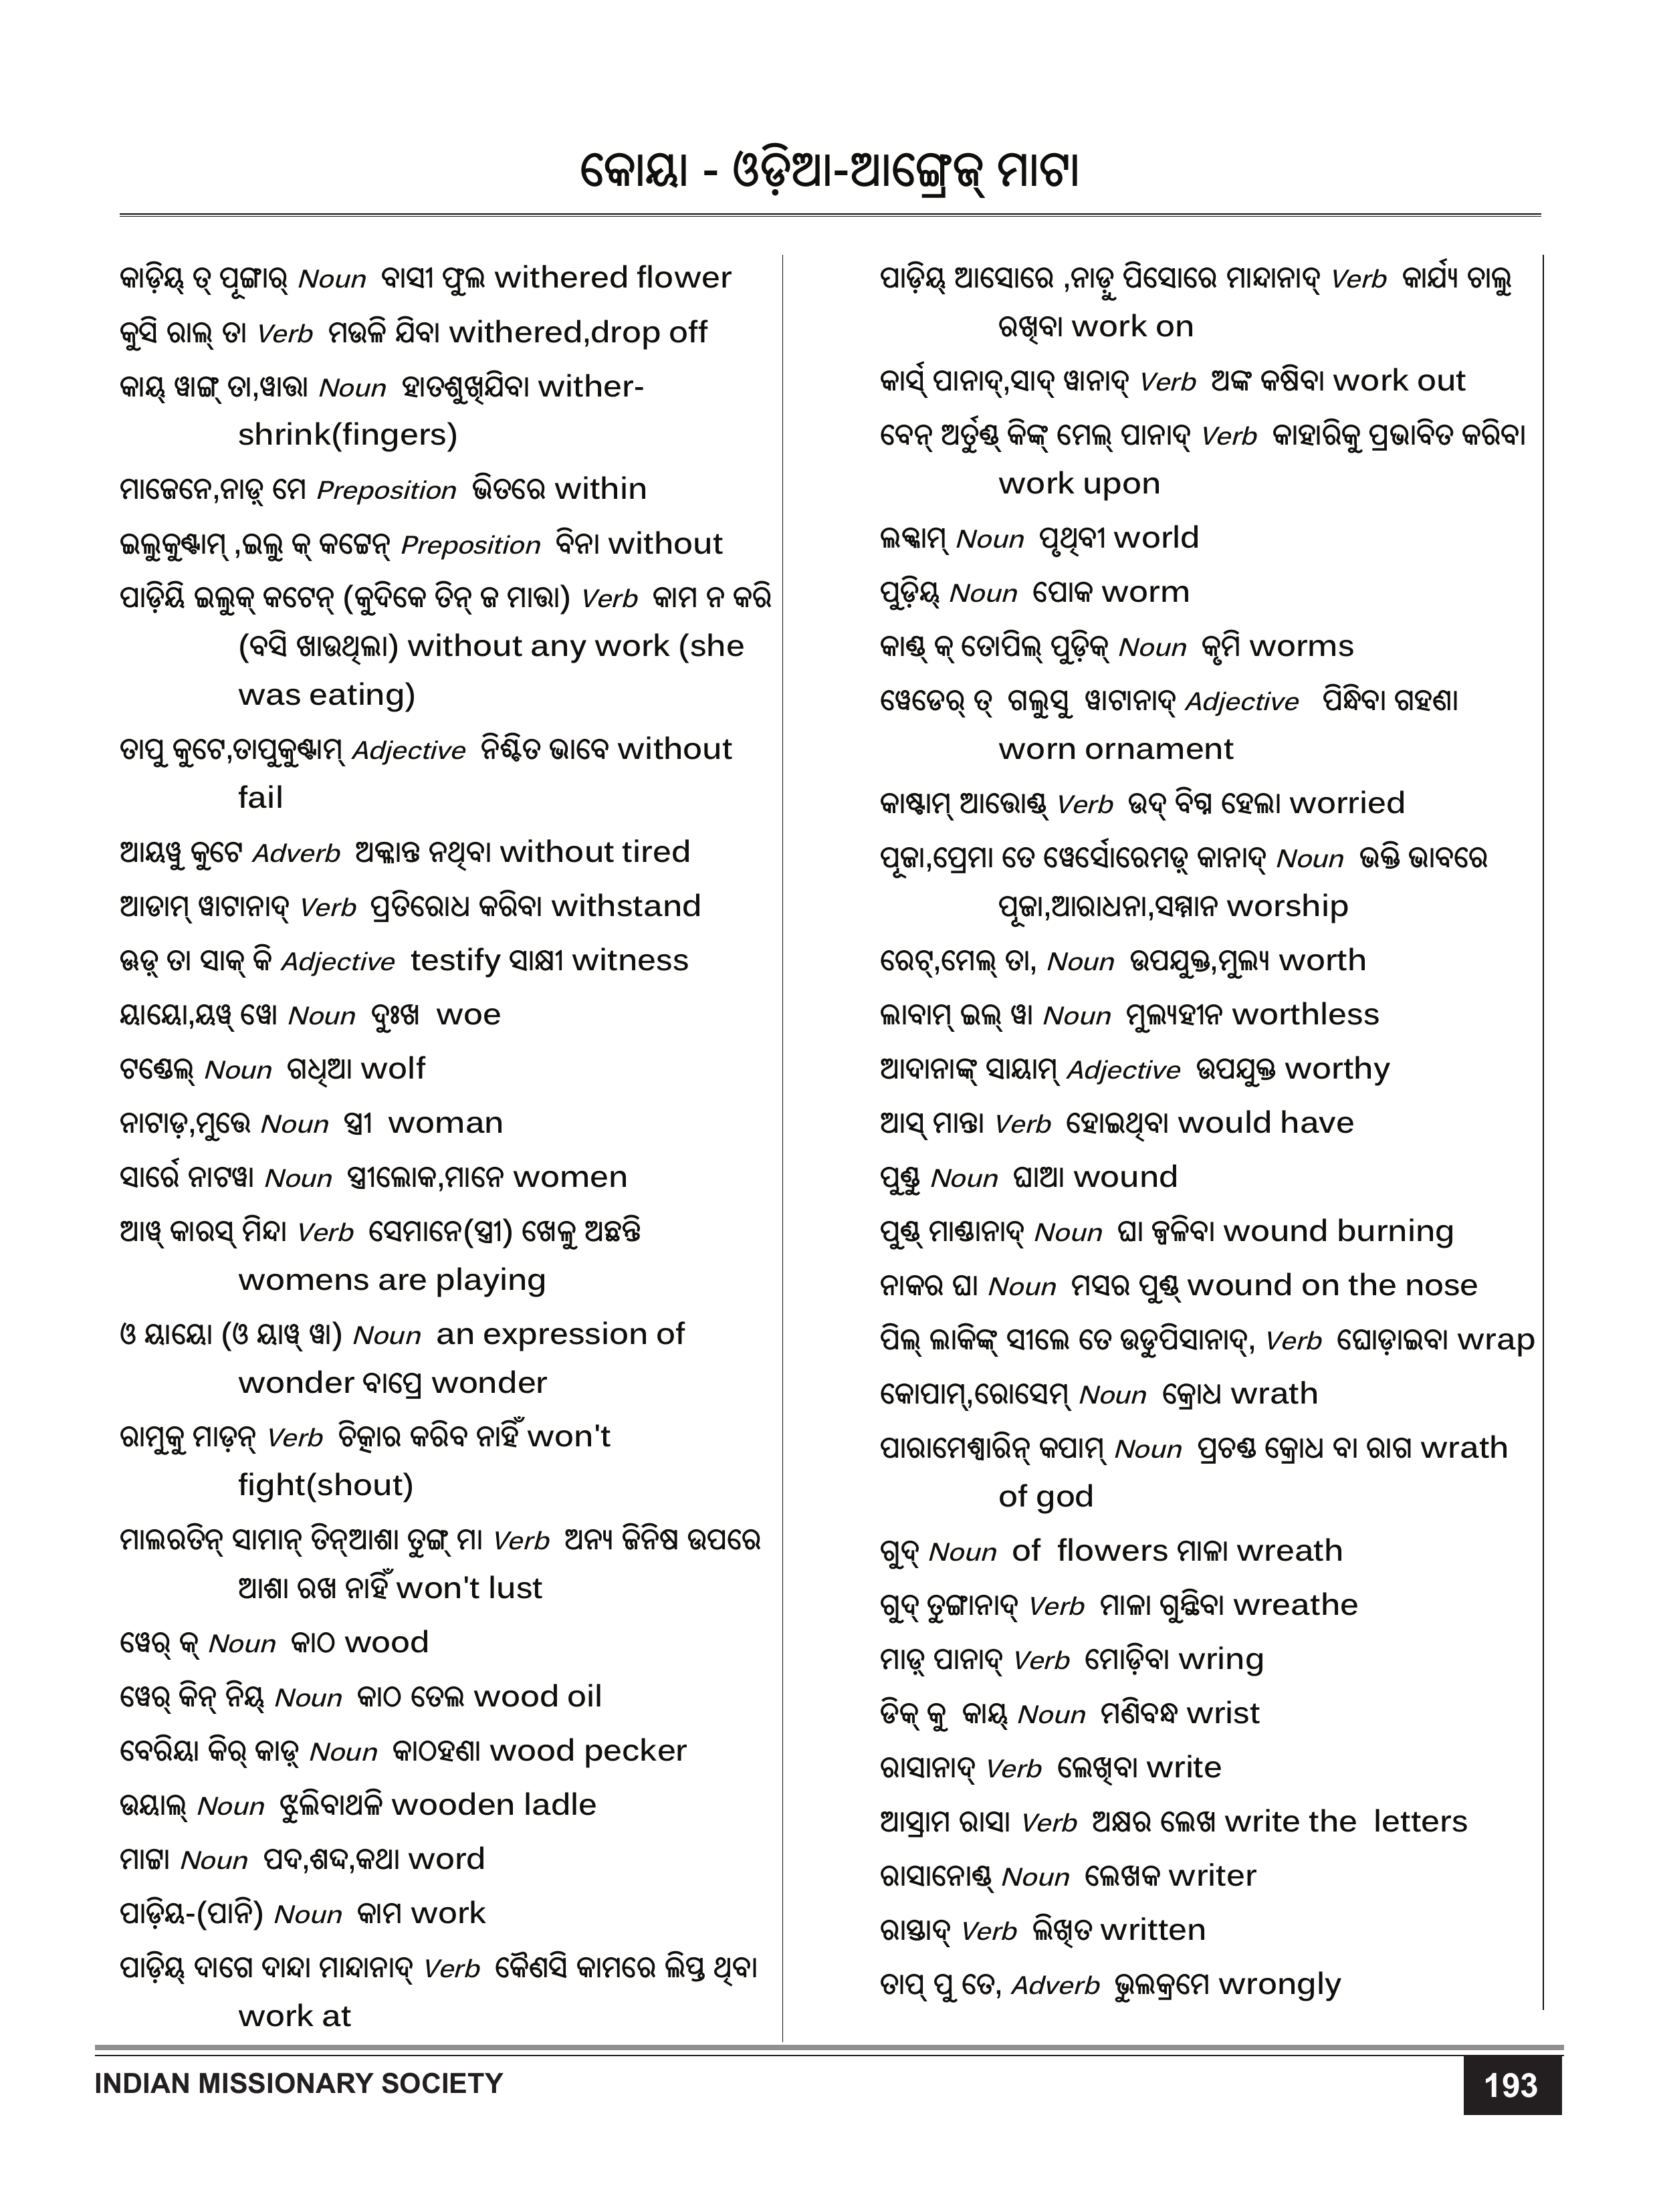 କୋୟା - ଓଡ଼ିଆ-ଆଙ୍ଗ୍ରେଜ୍ ମାଟା
କାଡ଼ିୟ୍ ତ୍ ପୂଙ୍ଗାର୍ Noun ବାସୀ ଫୁଲ withered flower
କୁସି ରାଲ୍ ତା Verb ମଉଳି ଯିବା withered,drop off
କାୟ୍ ୱାଙ୍ଗ୍ ତା,ୱାତ୍ତା Noun ହାତଶୁଖିଯିବା wither-
shrink(fingers)
ମାଜେନେ,ନାଡ଼୍ ମେ Preposition ଭିତରେ within
ଇଲୁକୁଣ୍ଟାମ୍ ,ଇଲୁ କ୍ କଟ୍ଟେନ୍ Preposition ବିନା without
ପାଡ଼ିୟି ଇଲୁକ୍ କଟେନ୍ (କୁଦିକେ ତିନ୍ ଜ ମାତ୍ତା) Verb କାମ ନ କରି
(ବସି ଖାଉଥିଲା) without any work (she
was eating)
ତାପୁ କୁଟେ,ତାପୁକୁଣ୍ଟାମ୍ Adjective ନିଶ୍ଚିତ ଭାବେ without
fail
ଆୟୱୁ କୁଟେ Adverb ଅକ୍ଳାନ୍ତ ନଥିବା without tired
ଆଡାମ୍ ୱାଟାନାଦ୍ Verb ପ୍ରତିରୋଧ କରିବା withstand
ଊଡ଼୍ ତା ସାକ୍ କି Adjective testify ସାକ୍ଷୀ witness
ୟାୟୋ,ୟୱ୍ ୱୋ Noun ଦୁଃଖ woe
ଟଣ୍ଡେଲ୍ Noun ଗଧିଆ wolf
ନାଟାଡ଼,ମୁତ୍ତେ Noun ସ୍ତ୍ରୀ woman
ସାର୍ରେ ନାଟୱା Noun ସ୍ତ୍ରୀଲୋକ,ମାନେ women
ଆୱ୍ କାରସ୍ ମିନ୍ଦା Verb ସେମାନେ(ସ୍ତ୍ରୀ) ଖେଳୁ ଅଛନ୍ତି
womens are playing
ଓ ୟାୟୋ (ଓ ୟାୱ୍ ୱା) Noun an expression of
wonder ବାପ୍ରେ wonder
ରାମୁକୁ ମାଡ଼ନ୍ Verb ଚିତ୍କାର କରିବ ନାହିଁ won't
fight(shout)
ମାଲରତିନ୍ ସାମାନ୍ ତିନ୍ଆଶା ତୁଙ୍ଗ୍ ମା Verb ଅନ୍ୟ ଜିନିଷ ଉପରେ
ଆଶା ରଖ ନାହିଁ won't lust
ୱେର୍ କ୍ Noun କାଠ wood
ୱେର୍ କିନ୍ ନିୟ୍ Noun କାଠ ତେଲ wood oil
ବେରିୟା କିର୍ କାଡ଼୍ Noun କାଠହଣା wood pecker
ଉୟାଲ୍ Noun ଝୁଲିବାଥଳି wooden ladle
ମାଟ୍ଟା Noun ପଦ,ଶବ୍ଦ,କଥା word
ପାଡ଼ିୟ-(ପାନି) Noun କାମ work
ପାଡ଼ିୟ୍ ଦାଗେ ଦାନ୍ଦା ମାନ୍ଦାନାଦ୍ Verb କୌଣସି କାମରେ ଲିପ୍ତ ଥିବା
work at
ପାଡ଼ିୟ୍ ଆସୋରେ ,ନାଡ଼ୁ ପିସୋରେ ମାନ୍ଦାନାଦ୍ Verb କାର୍ଯ୍ୟ ଚାଲୁ
ରଖିବା work on
କାର୍ସ୍ ପାନାଦ୍,ସାଦ୍ ୱାନାଦ୍ Verb ଅଙ୍କ କଷିବା work out
ବେନ୍ ଅର୍ତୁଣ୍ଡ୍ କିଙ୍କ୍ ମେଲ୍ ପାନାଦ୍ Verb କାହାରିକୁ ପ୍ରଭାବିତ କରିବା
work upon
ଲକ୍କାମ୍ Noun ପୃଥିବୀ world
ପୁଡ଼ିୟ୍ Noun ପୋକ worm
କାଣ୍ଡ୍ କ୍ ତୋପିଲ୍ ପୁଡ଼ିକ୍ Noun କୃମି worms
ୱେଡେର୍ ତ୍ ଗଲୁସୁ ୱାଟାନାଦ୍ Adjective ପିନ୍ଧିବା ଗହଣା
worn ornament
କାଷ୍ଟାମ୍ ଆତ୍ତୋଣ୍ଡ୍ Verb ଉଦ୍ ବିଗ୍ନ ହେଲା worried
ପୂଜା,ପ୍ରେମା ତେ ୱେର୍ସୋରେମଡ଼୍ କାନାଦ୍ Noun ଭକ୍ତି ଭାବରେ
ପୂଜା,ଆରାଧନା,ସମ୍ମାନ worship
ରେଟ୍,ମେଲ୍ ତା, Noun ଉପଯୁକ୍ତ,ମୁଲ୍ୟ worth
ଲାବାମ୍ ଇଲ୍ ୱା Noun ମୁଲ୍ୟହୀନ worthless
ଆଦାନାଙ୍କ୍ ସାୟାମ୍ Adjective ଉପଯୁକ୍ତ worthy
ଆସ୍ ମାନ୍ତା Verb ହୋଇଥିବା would have
ପୁଣ୍ଡୁ Noun ଘାଆ wound
ପୁଣ୍ଡ୍ ମାଣ୍ଡାନାଦ୍ Noun ଘା ଜ୍ୱଳିବା wound burning
ନାକର ଘା Noun ମସର ପୁଣ୍ଡ୍ wound on the nose
ପିଲ୍ ଲାକିଙ୍କ୍ ସୀଲେ ତେ ଉଡୁପିସାନାଦ୍, Verb ଘୋଡ଼ାଇବା wrap
କୋପାମ୍,ରୋସେମ୍ Noun କ୍ରୋଧ wrath
ପାରାମେଶ୍ୱାରିନ୍ କପାମ୍ Noun ପ୍ରଚଣ୍ଡ କ୍ରୋଧ ବା ରାଗ wrath
of god
ଗୁଦ୍ Noun of flowers ମାଳା wreath
ଗୁଦ୍ ତୁଙ୍ଗାନାଦ୍ Verb ମାଳା ଗୁନ୍ଥିବା wreathe
ମାଡ଼୍ ପାନାଦ୍ Verb ମୋଡ଼ିବା wring
ଡିକ୍ କୁ କାୟ୍ Noun ମଣିବନ୍ଧ wrist
ରାସାନାଦ୍ Verb ଲେଖିବା write
ଆସ୍ରାମ ରାସା Verb ଅକ୍ଷର ଲେଖ write the letters
ରାସାନୋଣ୍ଡ୍ Noun ଲେଖକ writer
ରାସ୍ତାଦ୍ Verb ଲିଖିତ written
ତାପ୍ ପୁ ତେ, Adverb ଭୁଲକ୍ରମେ wrongly
INDIAN MISSIONARY SOCIETY
193